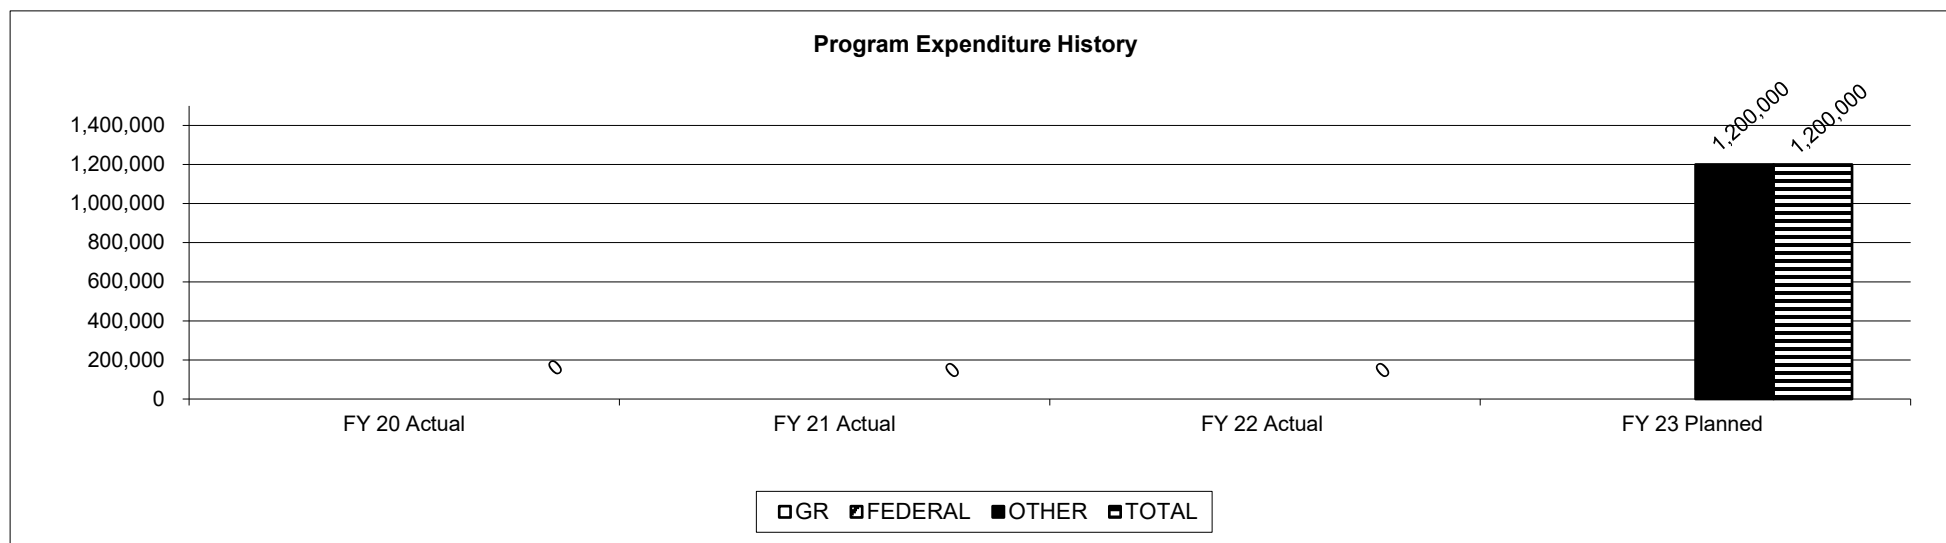 Program Expenditure History
1,200,000 1,200,000
1,400,000
1,200,000
1,000,000
800,000
600,000
400,000
200,000
0 0 0
0
FY 20 Actual FY 21 Actual FY 22 Actual FY 23 Planned
GR FEDERAL OTHER TOTAL